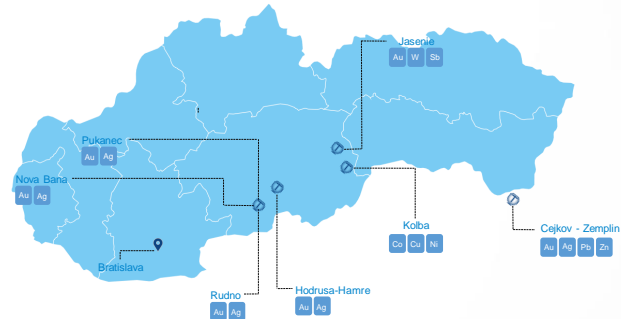 Jasenie
Au W Sb
Pukanec
Au Ag
Nova Bana
Au Ag
Kolba
Co Cu Ni
Cejkov - Zemplin
Au Ag Pb Zn
Bratislava
Rudno
Au Ag
Hodrusa-Hamre
Au Ag